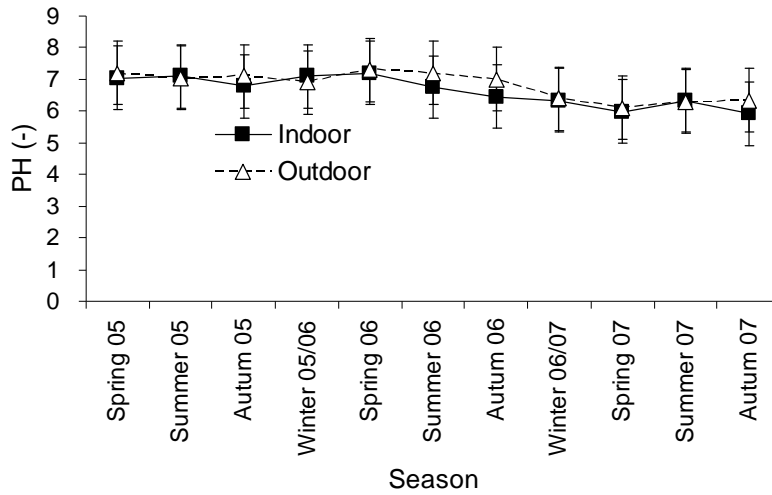 9
8
7
6
5
4
3
2
1
0
PH (-)
Indoor
Outdoor
Spring 05
Summer 05
Autum 05
Winter 05/06
Spring 06
Summer 06
Autum 06
Winter 06/07
Spring 07
Summer 07
Autum 07
Season